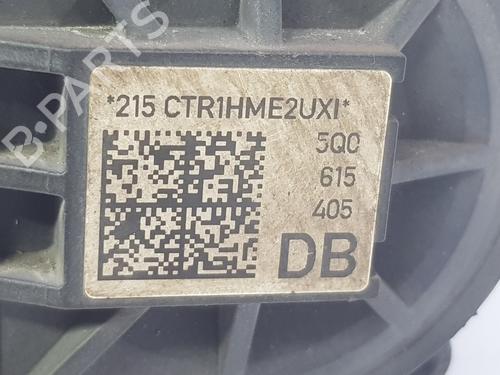 *215 CTR1HME2UXI*
5Q0
615
405
DB
B-PARTS